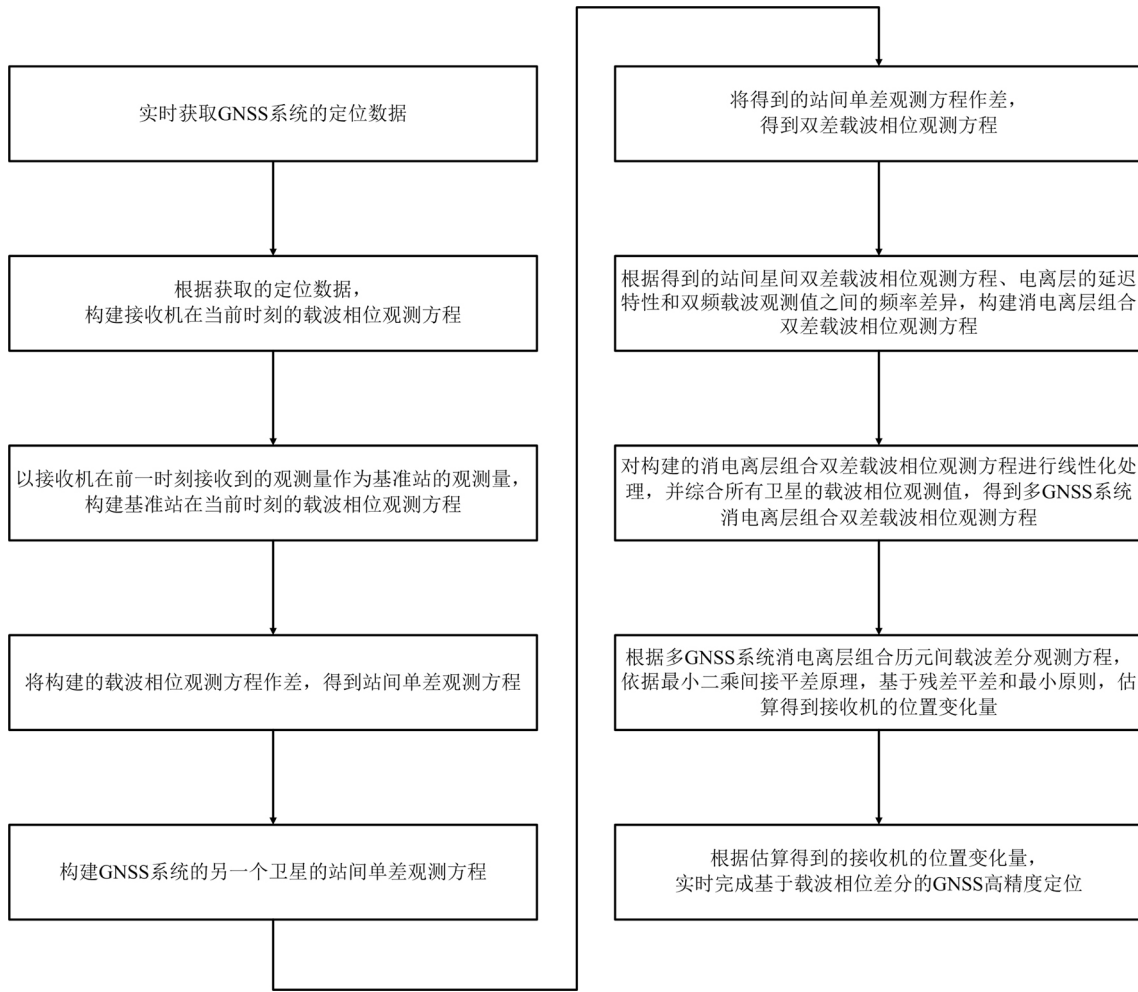 实时获取GNSS系统的定位数据
根据获取的定位数据，
构建接收机在当前时刻的载波相位观测方程
以接收机在前一时刻接收到的观测量作为基准站的观测量，
构建基准站在当前时刻的载波相位观测方程
将构建的载波相位观测方程作差，得到站间单差观测方程
构建GNSS系统的另一个卫星的站间单差观测方程
将得到的站间单差观测方程作差，
得到双差载波相位观测方程
根据得到的站间星间双差载波相位观测方程、电离层的延迟
特性和双频载波观测值之间的频率差异，构建消电离层组合
双差载波相位观测方程
对构建的消电离层组合双差载波相位观测方程进行线性化处
理，并综合所有卫星的载波相位观测值，得到多GNSS系统
消电离层组合双差载波相位观测方程
根据多GNSS系统消电离层组合历元间载波差分观测方程，
依据最小二乘间接平差原理，基于残差平差和最小原则，估
算得到接收机的位置变化量
根据估算得到的接收机的位置变化量，
实时完成基于载波相位差分的GNSS高精度定位